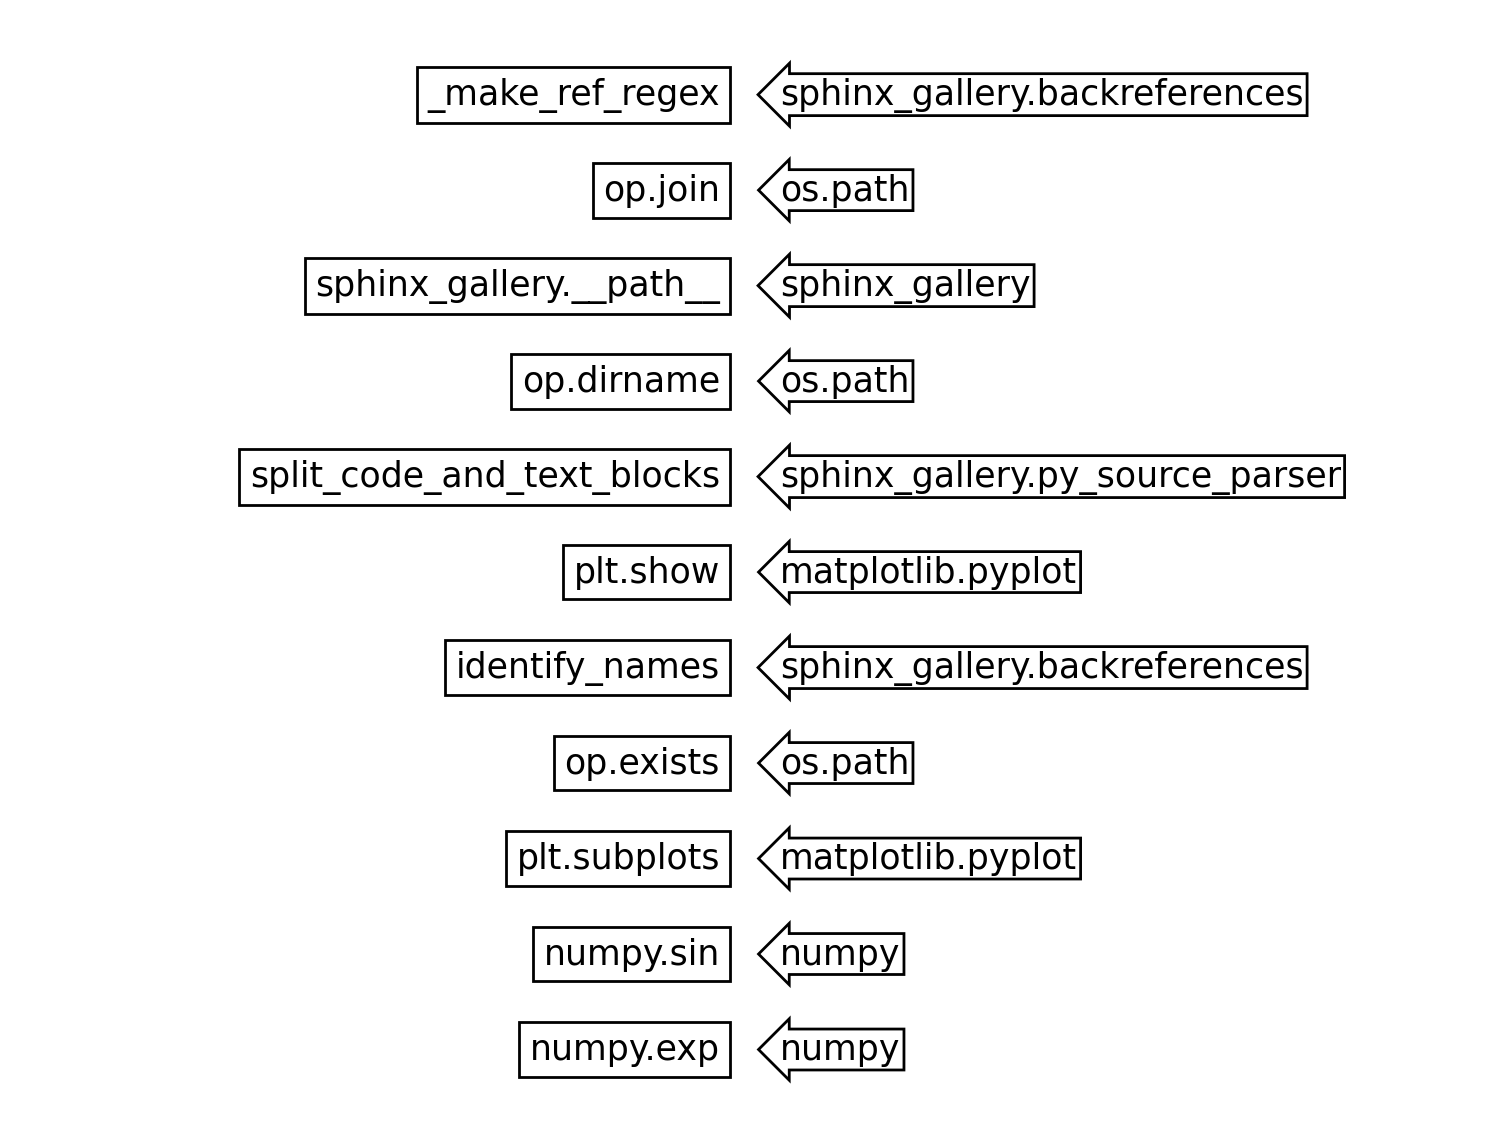 _make_ref_regex sphinx_gallery.backreferences
op.join os.path
sphinx_gallery.__path__ sphinx_gallery
op.dirname os.path
split_code_and_text_blocks sphinx_gallery.py_source_parser
plt.show matplotlib.pyplot
identify_names sphinx_gallery.backreferences
op.exists os.path
plt.subplots matplotlib.pyplot
numpy.sin numpy
numpy.exp numpy